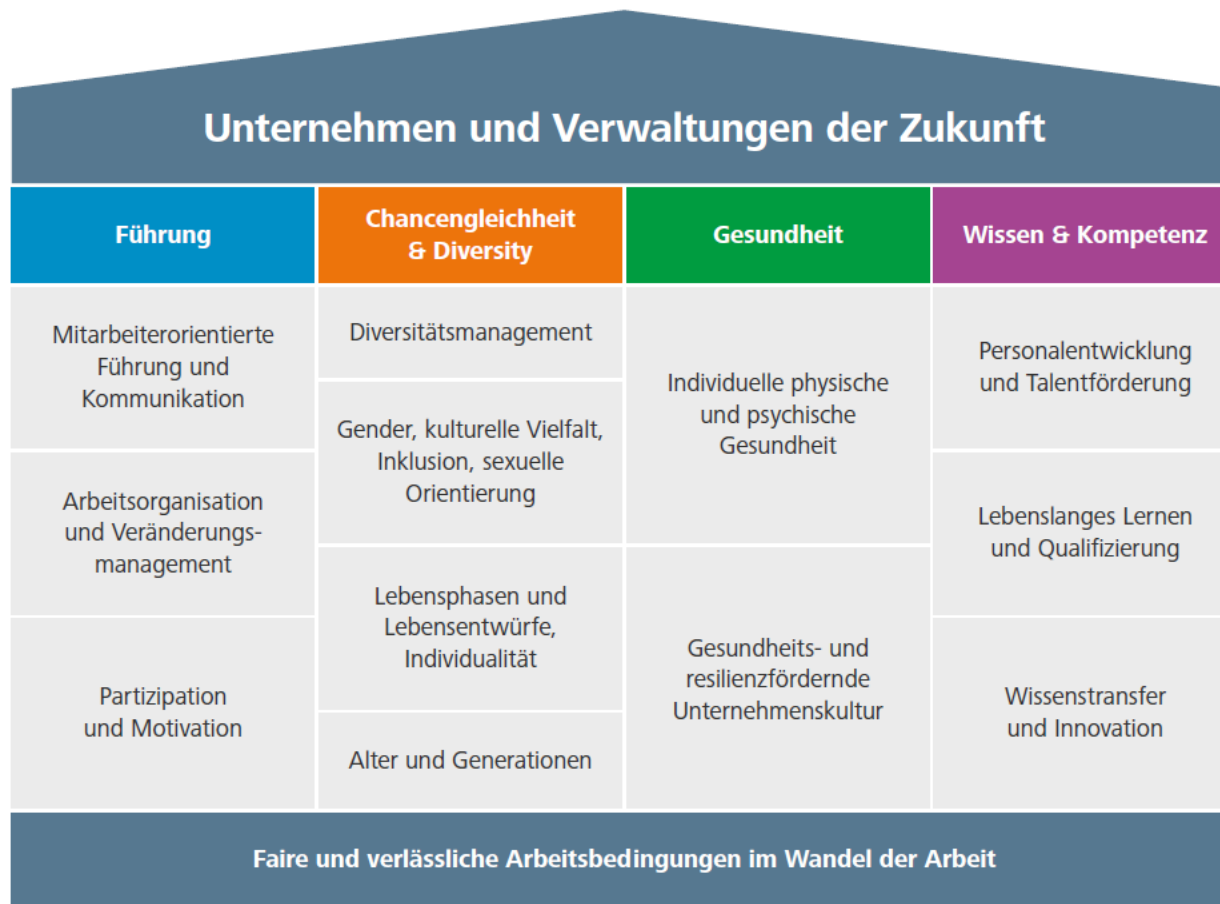 Unternehmen und Verwaltungen der Zukunft
Führung
Chancengleichheit
& Diversity
Gesundheit
Wissen & Kompetenz
Mitarbeiterorientierte
Führung und
Kommunikation
Arbeitsorganisation
und Veränderungs-
management
Partizipation
und Motivation
Diversitätsmanagement
Gender, kulturelle Vielfalt,
Inklusion, sexuelle
Orientierung
Lebensphasen und
Lebensentwürfe,
Individualität
Alter und Generationen
Individuelle physische
und psychische
Gesundheit
Gesundheits- und
resilienzfördernde
Unternehmenskultur
Personalentwicklung
und Talentförderung
Lebenslanges Lernen
und Qualifizierung
Wissenstransfer
und Innovation
Faire und verlässliche Arbeitsbedingungen im Wandel der Arbeit